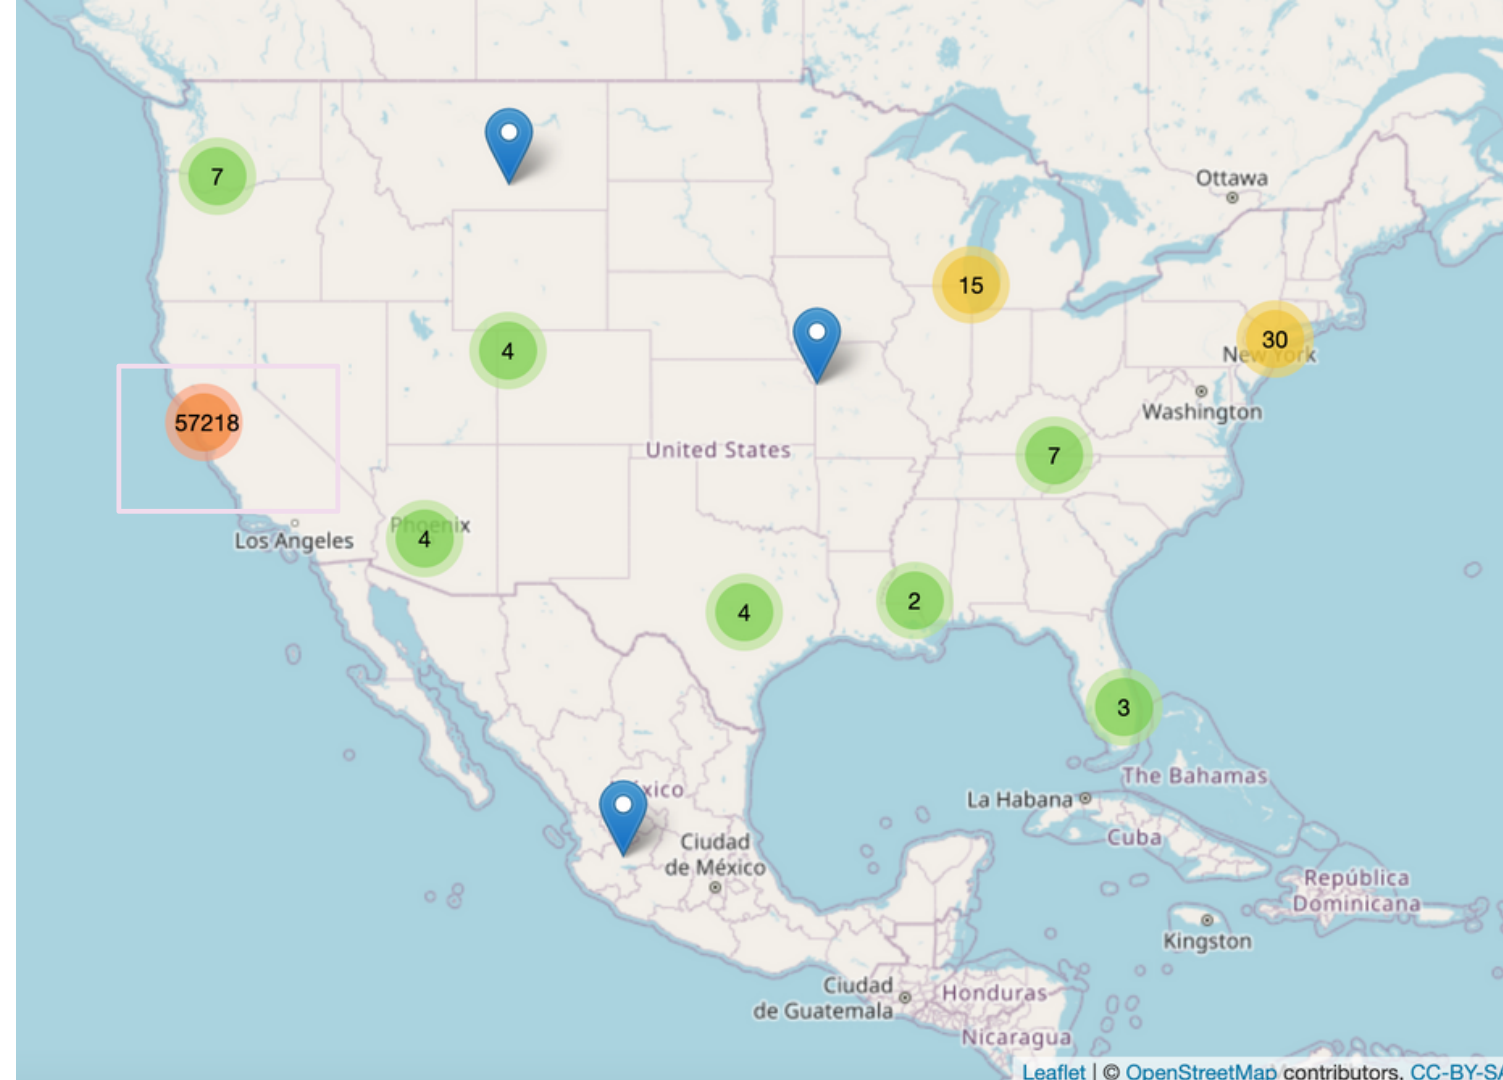 Ottawa
7
15
30
New York
4
Washington
57218
United States
7
Phoenix
4
Los Angeles
4
2
3
The Bahamas
México
La Habana
Cuba
Ciudad
de México
República
Dominicana
Kingston
Ciudad
de Guatemala
Honduras
Nicaragua
Leaflet | © OpenStreetMap contributors, CC-BY-SA